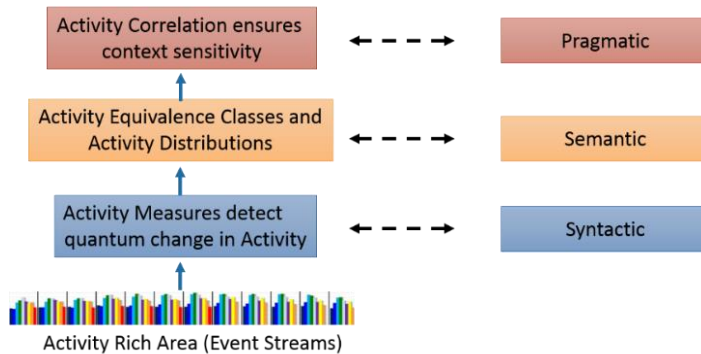 Activity Correlation ensures
context sensitivity
Pragmatic
Activity Equivalence Classes and
Activity Distributions
Semantic
Activity Measures detect
quantum change in Activity
Syntactic
Activity Rich Area (Event Streams)